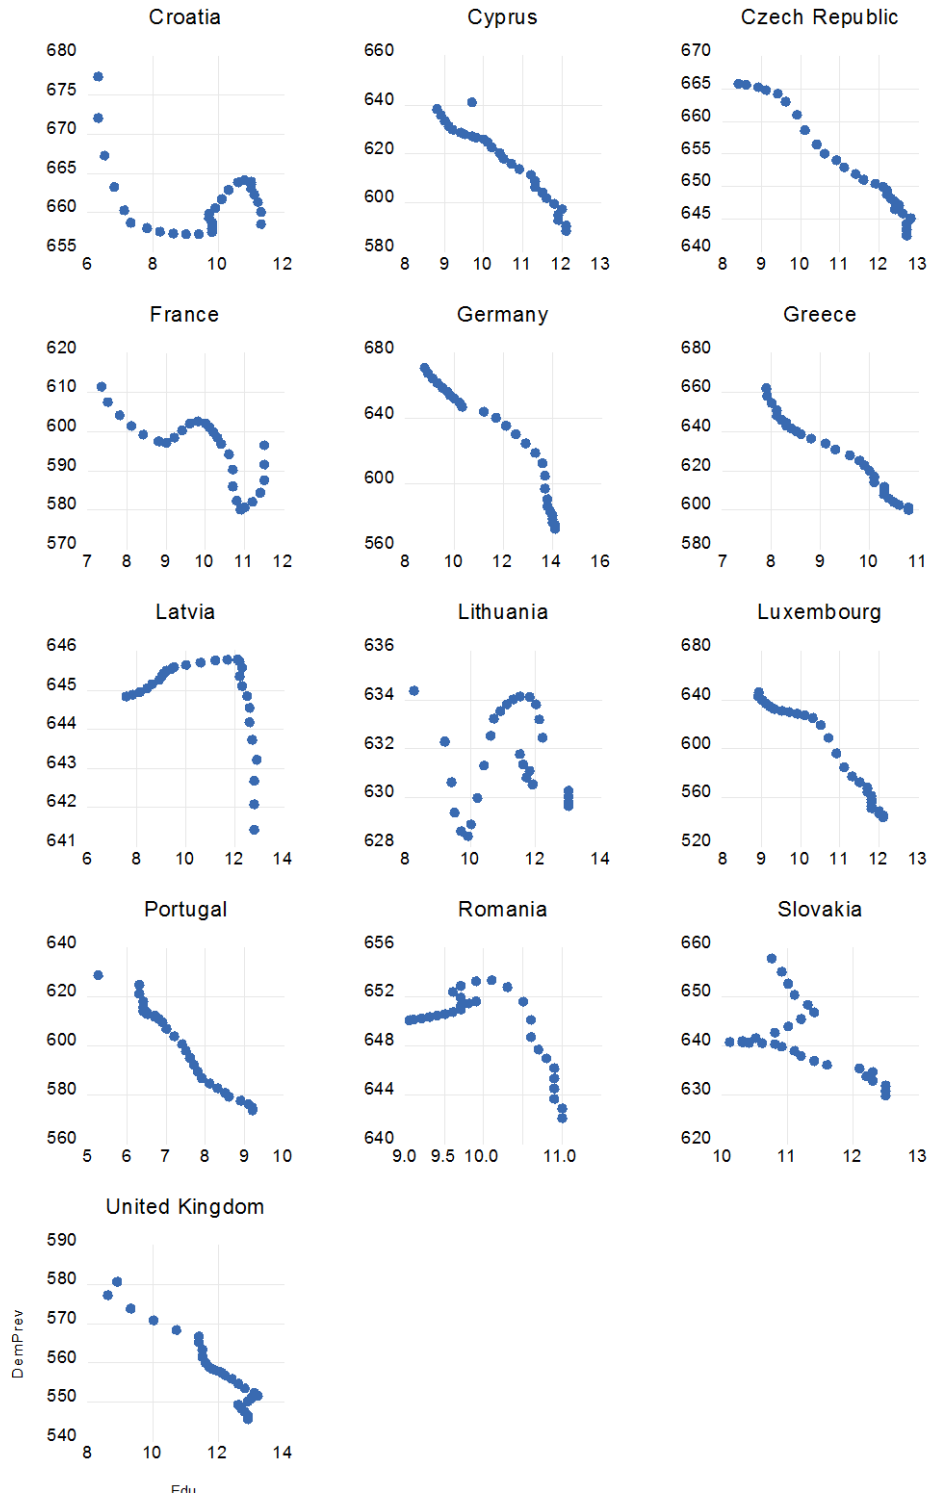 Croatia Cyprus Czech Republic
680 660 670
675 640 665
670 620 660
665 600 655
660 580 650
655 645
640
6 8 10 12 8 9 10 11 12 13 8 9 10 11 12 13
France Germany Greece
620 680 680
610 640 660
600 600 640
590 560 620
580 600
570 580
7 8 9 10 11 12 8 10 12 14 16 7 8 9 10 11
Latvia Lithuania Luxembourg
646 636 680
645 634 640
644 632 600
643 630 560
642 628 520
641
6 8 10 12 14 8 10 12 14 8 9 10 11 12 13
Portugal Romania Slovakia
640 656 660
620 652 650
600 648 640
580 644 630
560 640 620
5 6 7 8 9 10 9.0 9.5 10.0 11.0 10 11 12 13
United Kingdom
590
580
570
560
550
540
DemPrev
8 10 12 14
Edu